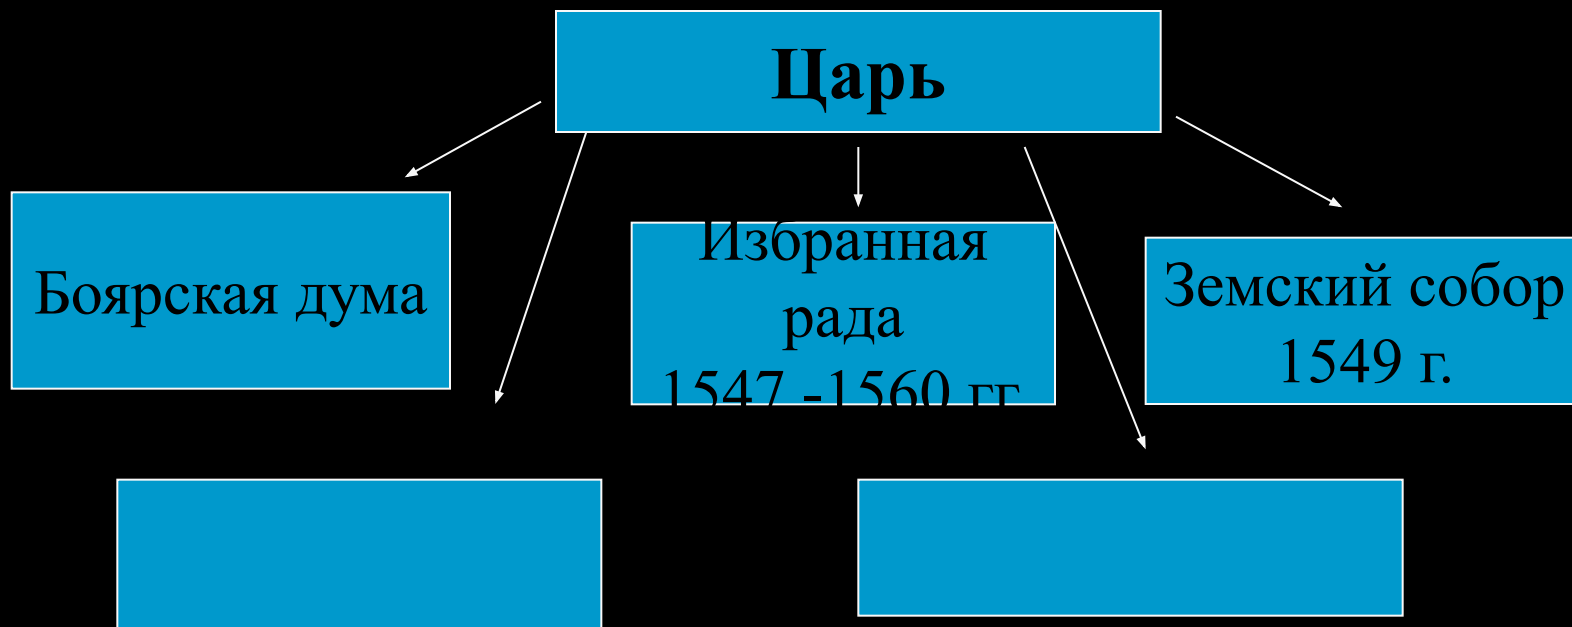 Царь
Боярская дума
Избранная
рада
1547 -1560 гг
Земский собор
1549 г.